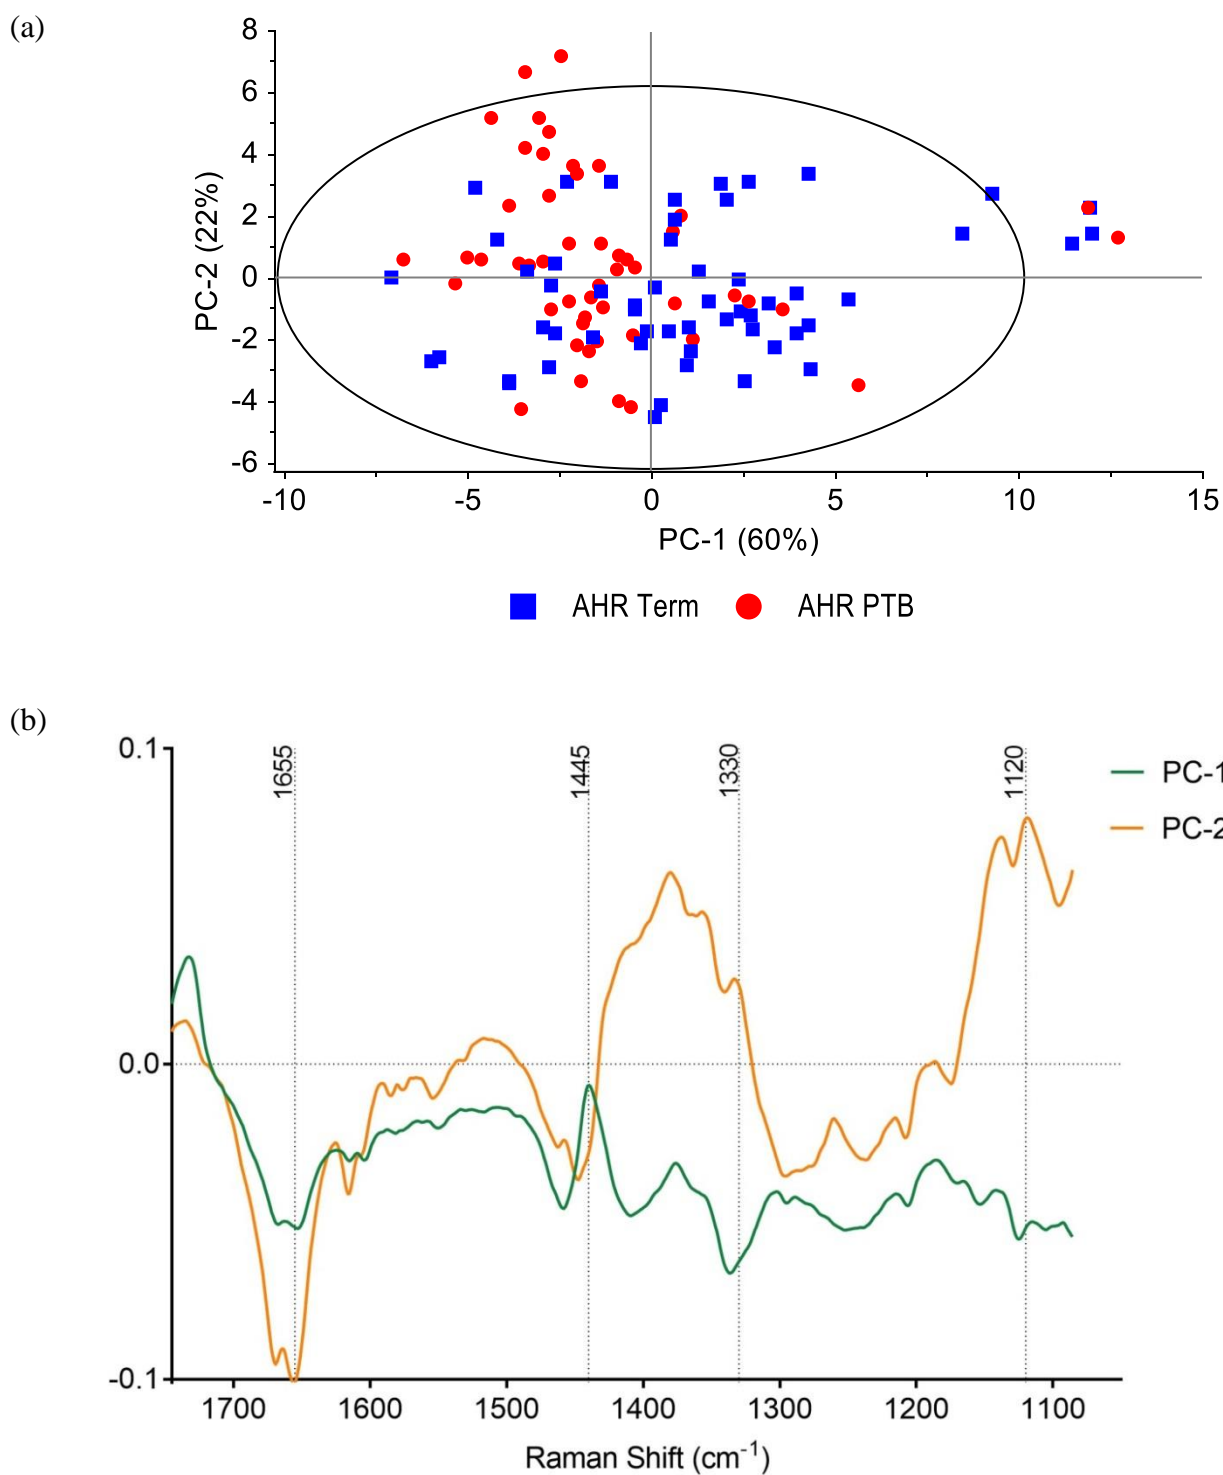 (a)
8
6
4
2
0
-2
-4
-6
PC-2 (22%)
-10 -5 0 5 10 15
PC-1 (60%)
AHR Term AHR PTB
(b)
1655 1445 1330 1120
PC-1
PC-2
0.1
0.0
-0.1
1700 1600 1500 1400 1300 1200 1100
Raman Shift (cm⁻¹)